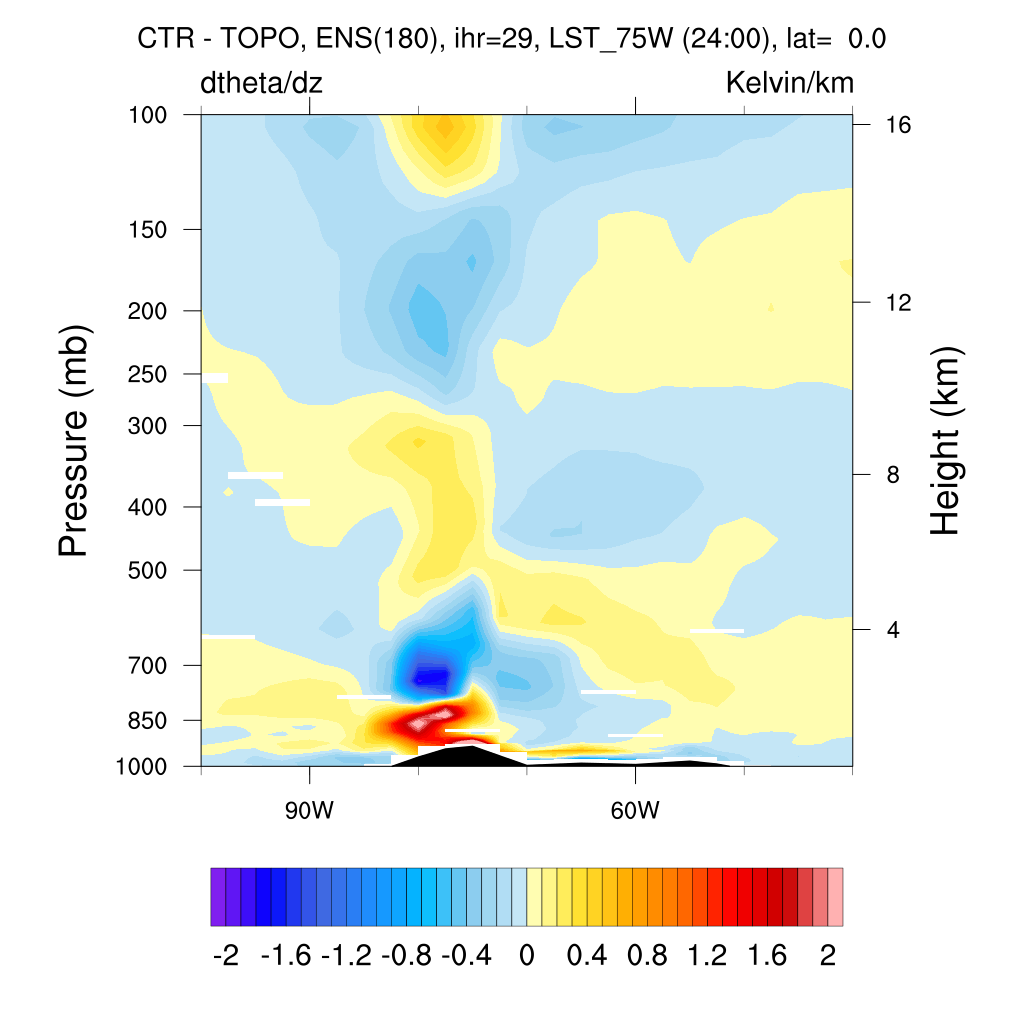 CTR - TOPO, ENS(180), ihr=29, LST_75W (24:00), lat=  0.0
dtheta/dz
Kelvin/km
100
150
200
250
300
400
500
700
850
1000
Pressure (mb)
16
12
8
4
Height (km)
90W
60W
-2 -1.6 -1.2 -0.8 -0.4 0 0.4 0.8 1.2 1.6 2